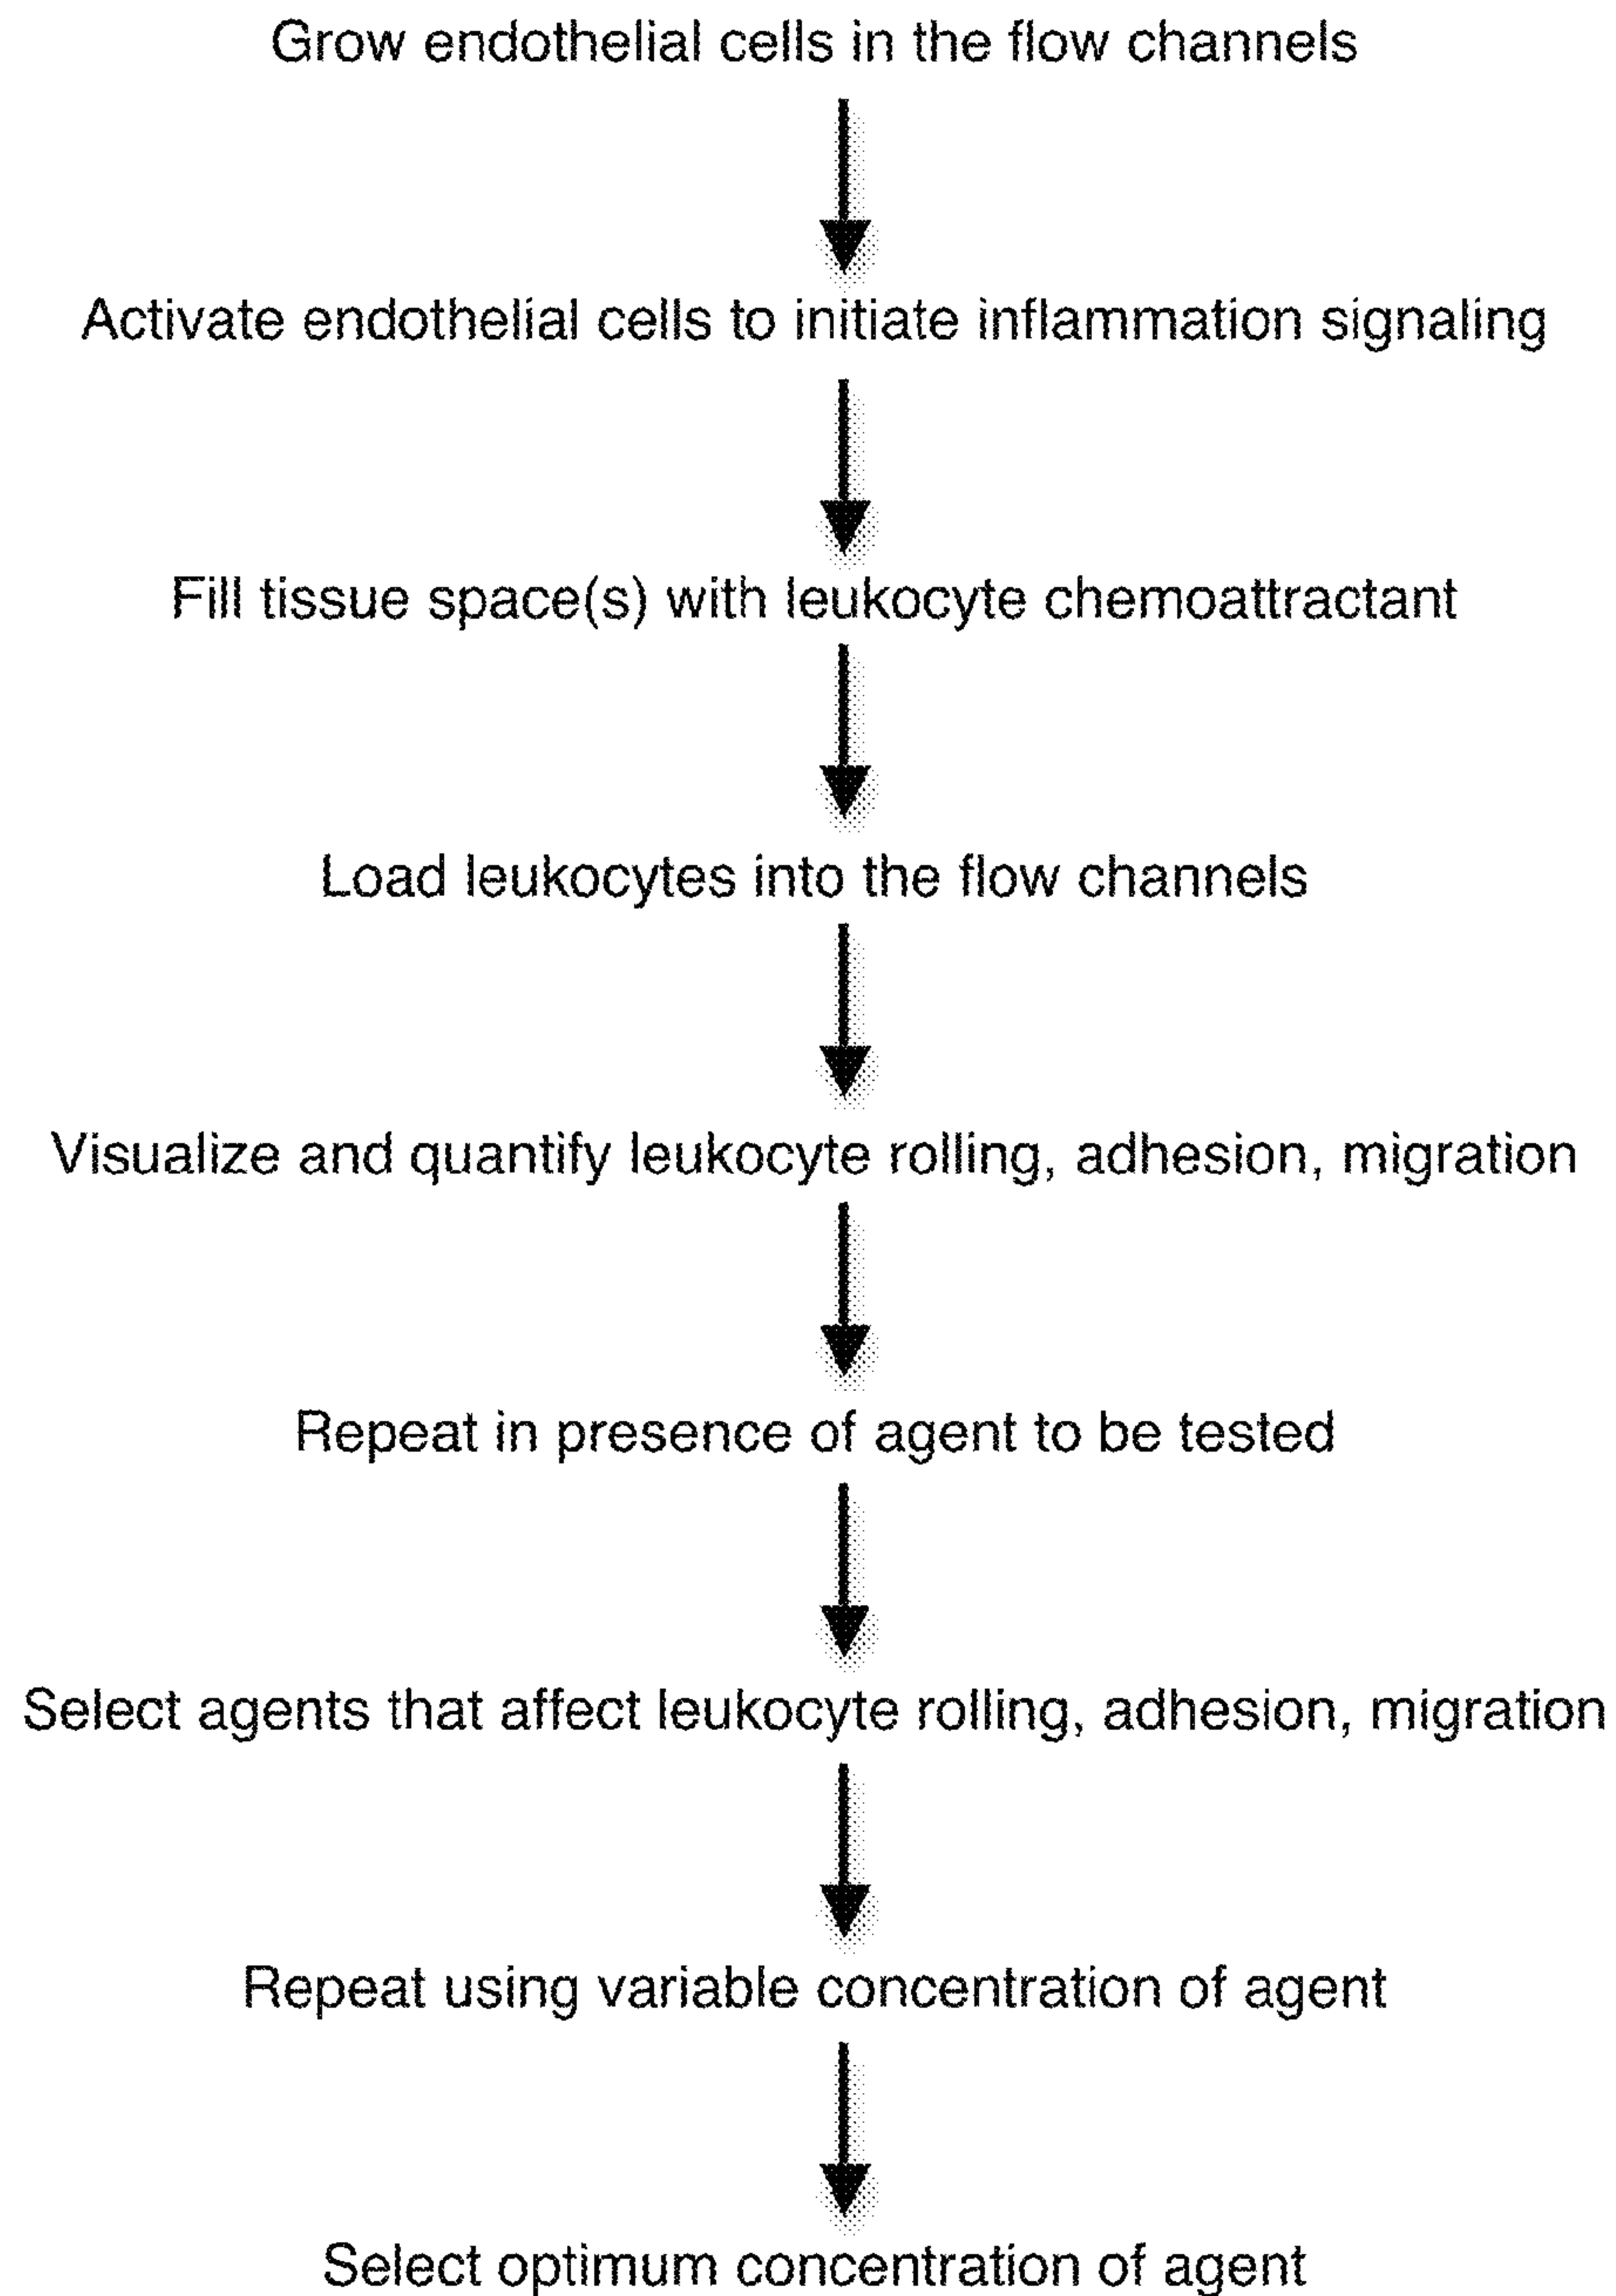 Grow endothelial cells in the flow channels
Activate endothelial cells to initiate inflammation signaling
Fill tissue space(s) with leukocyte chemoattractant
Load leukocytes into the flow channels
Visualize and quantify leukocyte rolling, adhesion, migration
Repeat in presence of agent to be tested
Select agents that affect leukocyte rolling, adhesion, migration
Repeat using variable concentration of agent
Select optimum concentration of agent